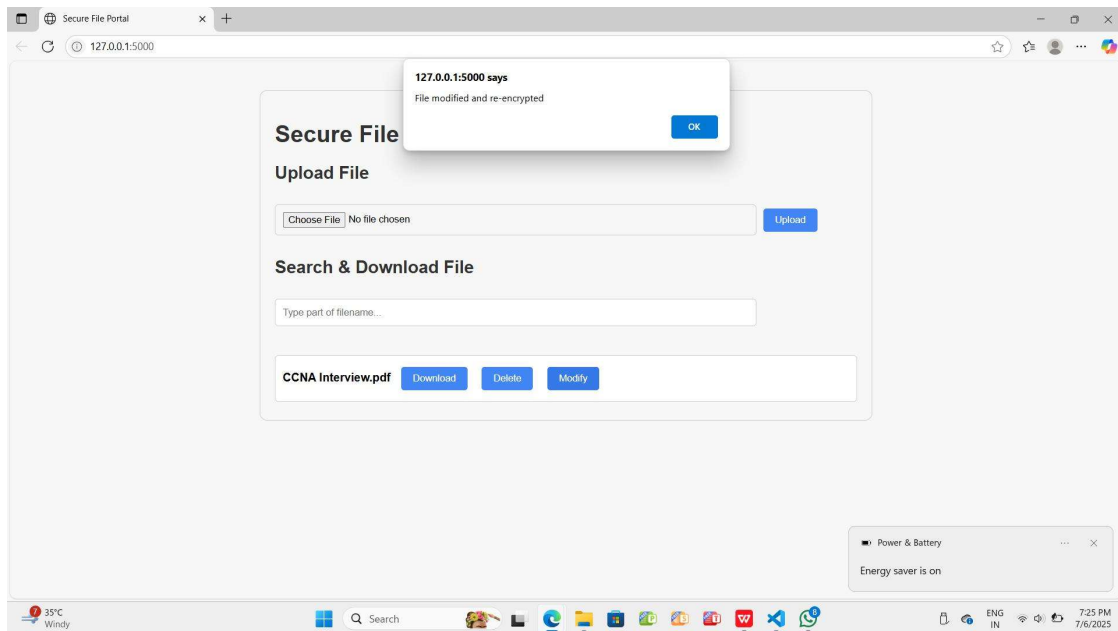 Secure File Portal
127.0.0.1:5000
127.0.0.1:5000 says
File modified and re-encrypted
OK
Secure File
Upload File
Choose File No file chosen
Upload
Search & Download File
Type part of filename...
CCNA Interview.pdf Download Delete Modify
Power & Battery
Energy saver is on
7
35°C
Windy
Search
8
ENG
IN
7:25 PM
7/6/2025